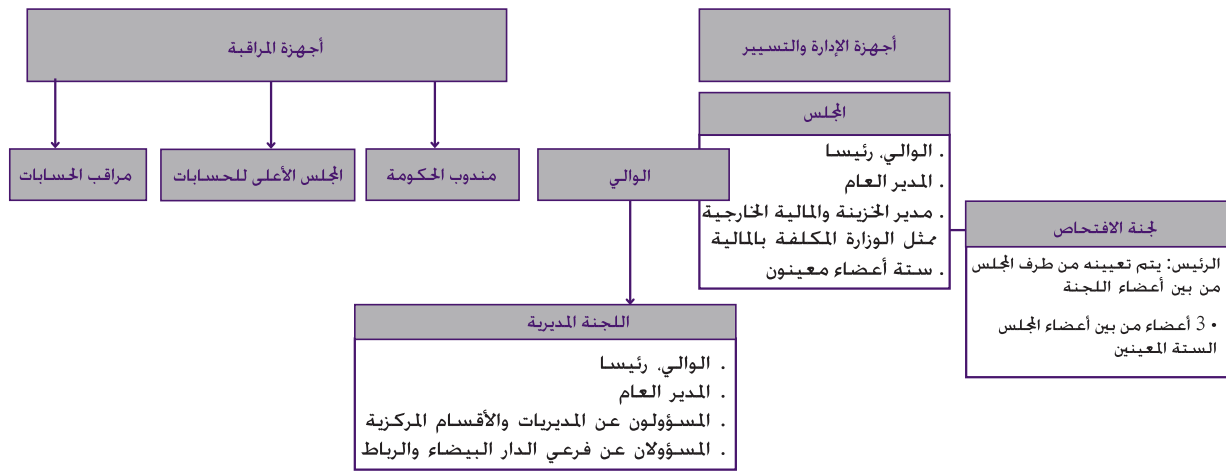 أجهزة الإدارة والتسيير
المجلس
. الوالي، رئيسا
. المدير العام
. مدير الخزينة والمالية الخارجية
ممثل الوزارة المكلفة بالمالية
. ستة أعضاء معينون
لجنة الافتحاص
الرئيس: يتم تعيينه من طرف المجلس
من بين أعضاء اللجنة
• 3 أعضاء من بين أعضاء المجلس
الستة المعينين
الوالي
اللجنة المديرية
. الوالي، رئيسا
. المدير العام
. المسؤولون عن المديريات والأقسام المركزية
. المسؤولان عن فرعي الدار البيضاء والرباط
أجهزة المراقبة
مندوب الحكومة
المجلس الأعلى للحسابات
مراقب الحسابات